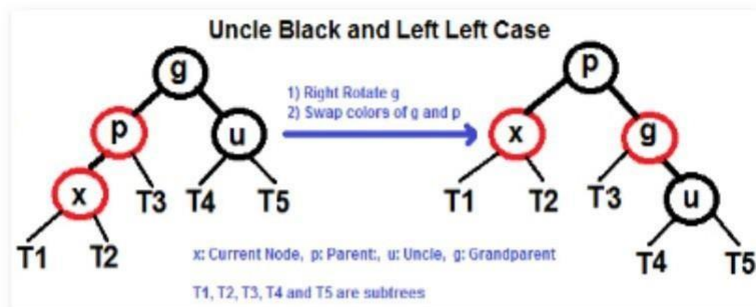 Uncle Black and Left Left Case
g
p
u
x
T3
T4
T5
T1
T2
1) Right Rotate g
2) Swap colors of g and p
p
x
g
T1
T2
T3
u
T4
T5
x: Current Node, p: Parent:, u: Uncle, g: Grandparent
T1, T2, T3, T4 and T5 are subtrees